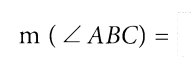 m ( ∠ ABC) =